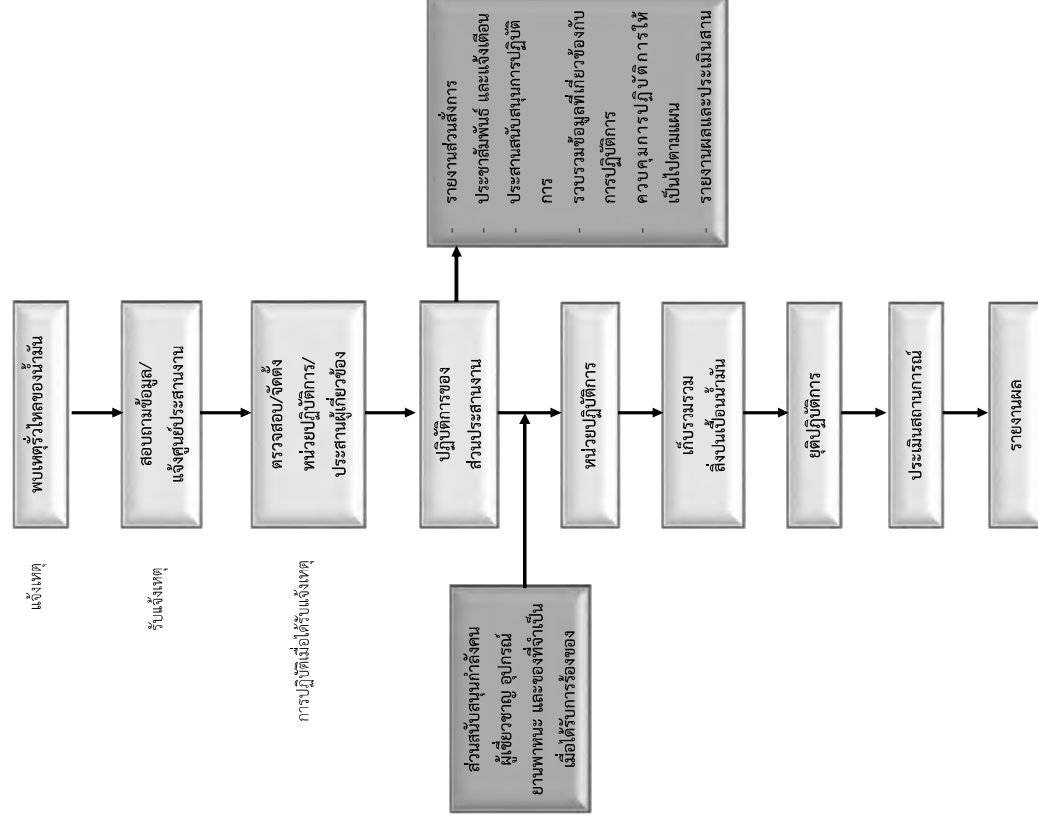 แจ้งเหตุ
พบเหตุรั่วไหลของน้ำมัน
รับแจ้งเหตุ
สอบถามข้อมูล/
แจ้งศูนย์ประสานงาน
การปฏิบัติเมื่อได้รับแจ้งเหตุ
ตรวจสอบ/จัดตั้ง
หน่วยปฏิบัติการ/
ประสานผู้เกี่ยวข้อง
ปฏิบัติการของ
ส่วนประสานงาน
- รายงานส่วนสั่งการ
- ประชาสัมพันธ์ และแจ้งเตือน
- ประสานสนับสนุนการปฏิบัติ
การ
- รวบรวมข้อมูลที่เกี่ยวข้องกับ
การปฏิบัติการ
- ควบคุมการปฏิบัติการให้
เป็นไปตามแผน
- รายงานผลและประเมินสถาน
ส่วนสนับสนุนกำลังคน
ผู้เชี่ยวชาญ อุปกรณ์
ยานพาหนะ และของที่จำเป็น
เมื่อได้รับการร้องของ
หน่วยปฏิบัติการ
เก็บรวมรวม
สิ่งปนเปื้อนน้ำมัน
ยุติปฏิบัติการ
ประเมินสถานการณ์
รายงานผล